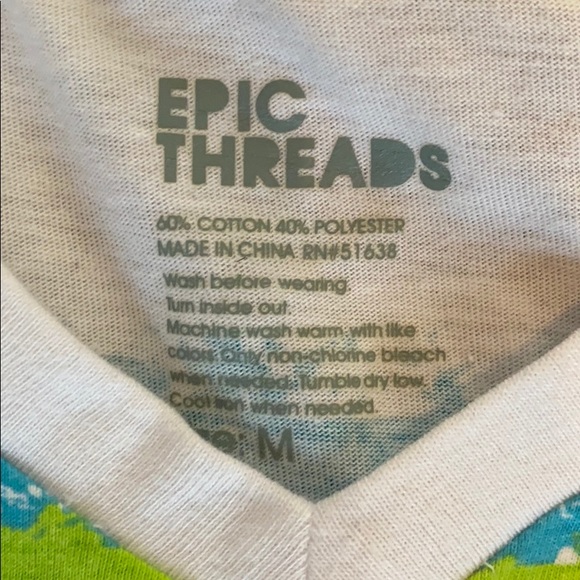 EPIC
THREADS
60% COTTON 40% POLYESTER
MADE IN CHINA RN#51638
Wash before wearing.
Turn inside out.
Machine wash warm with like
colors. Only non-chlorine bleach
when needed. Tumble dry low.
Cool iron when needed.
Size: M